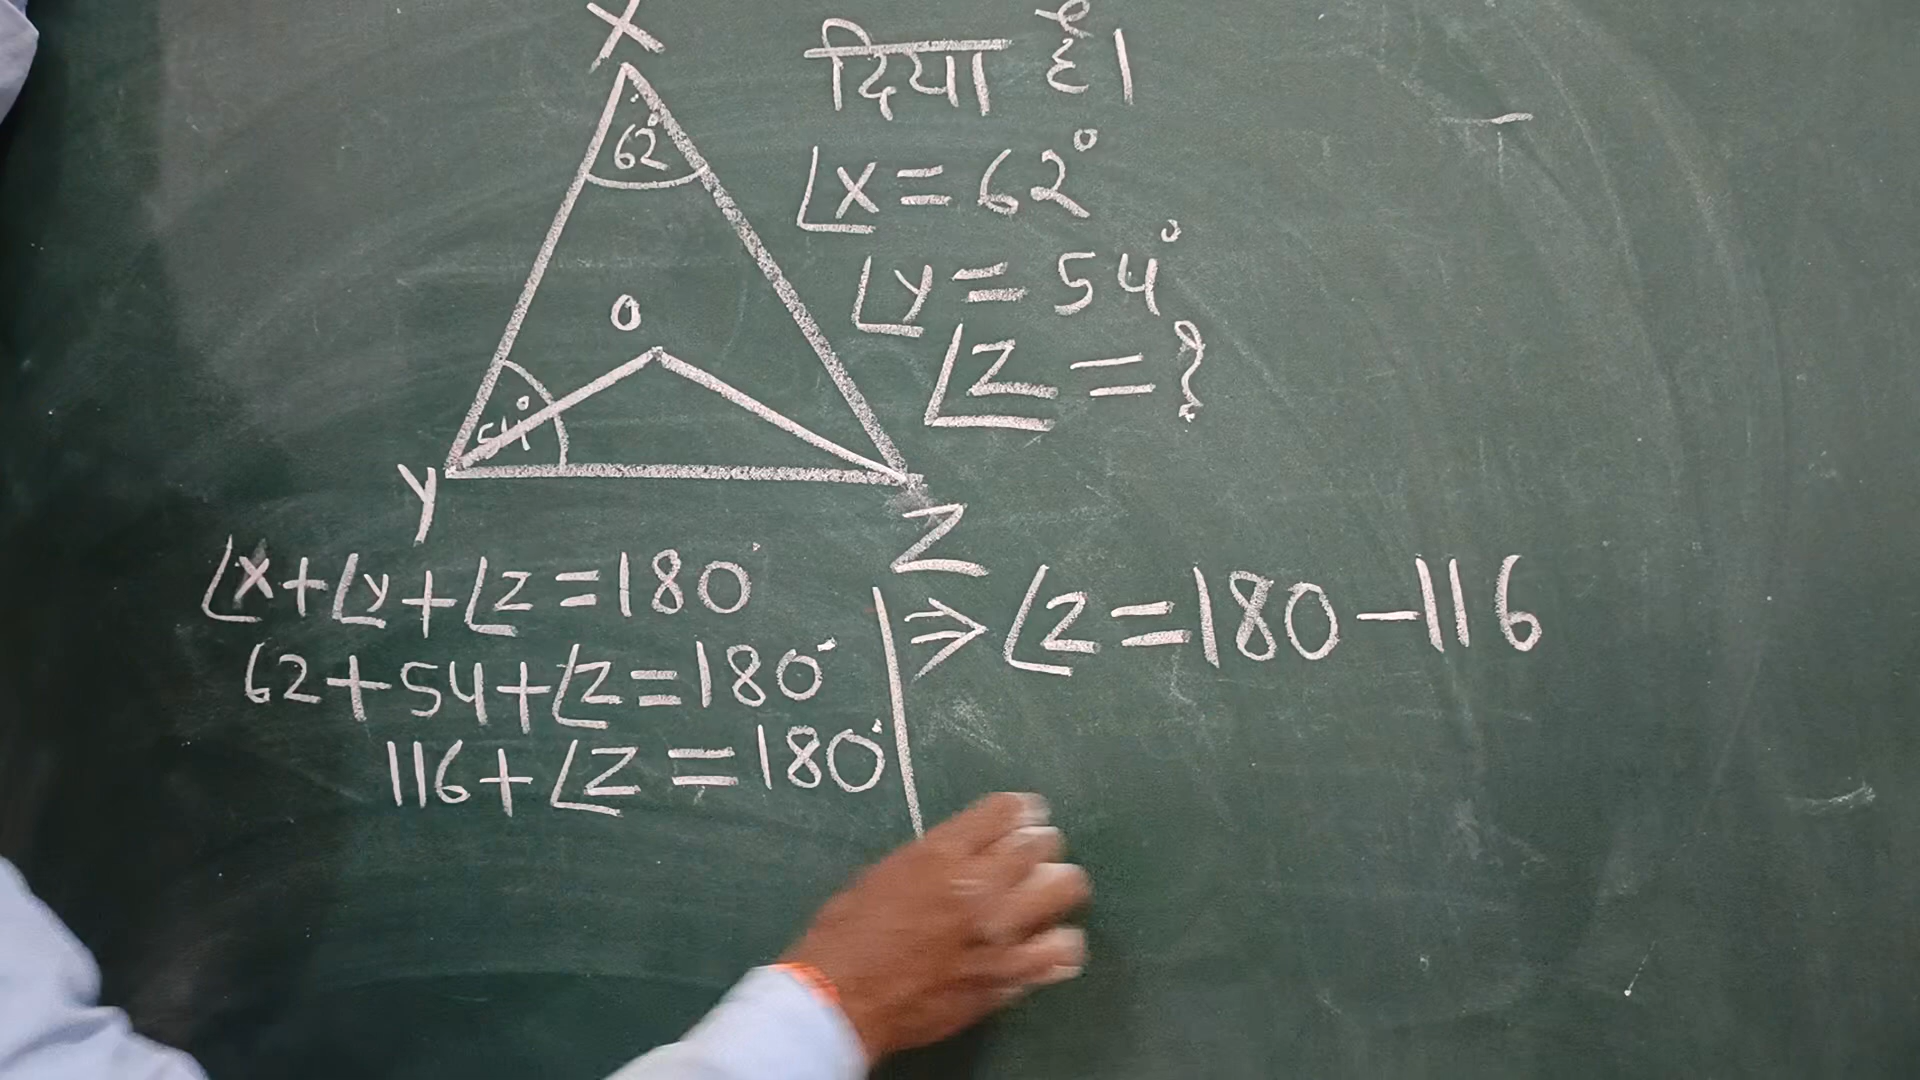 X
दिया है।
62°
∠x = 62°
∠y = 54°
O
∠Z = ?
54°
Y
Z
∠x + ∠y + ∠z = 180°
62 + 54 + ∠z = 180°
116 + ∠Z = 180°
⇒ ∠z = 180 − 116